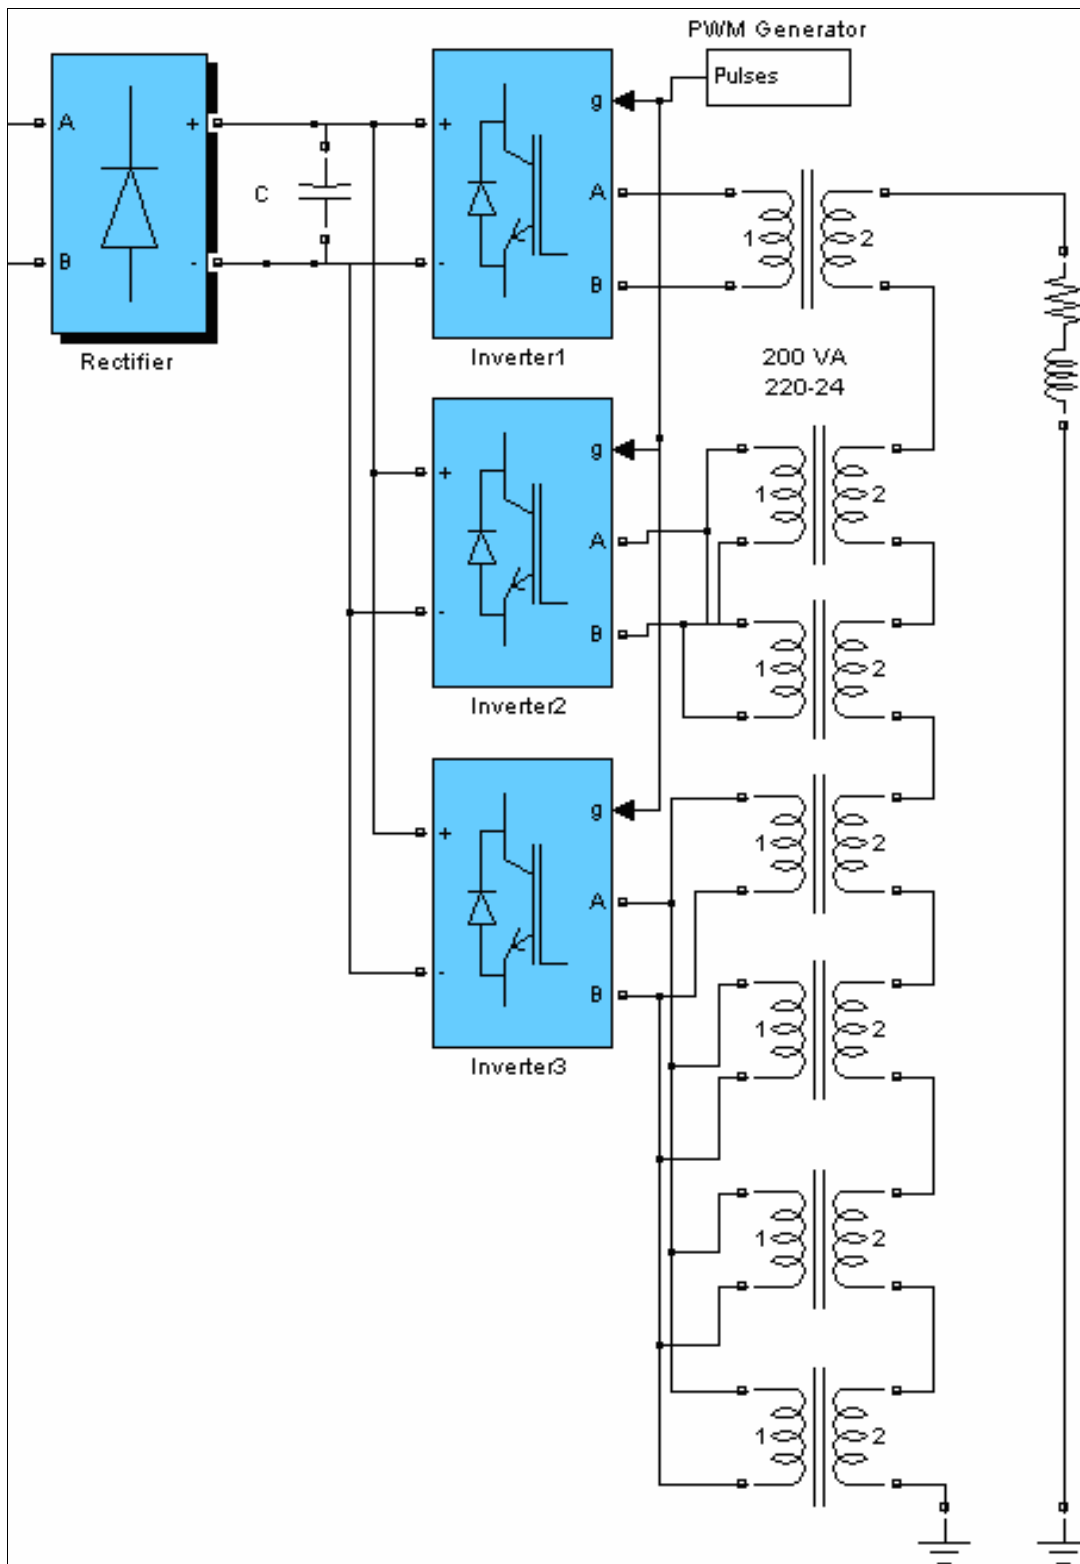 PWM Generator
Pulses
A
+
B
-
Rectifier
C
+
-
g
A
B
Inverter1
1
2
200 VA
220-24
+
-
g
A
B
Inverter2
1
2
1
2
+
-
g
A
B
Inverter3
1
2
1
2
1
2
1
2